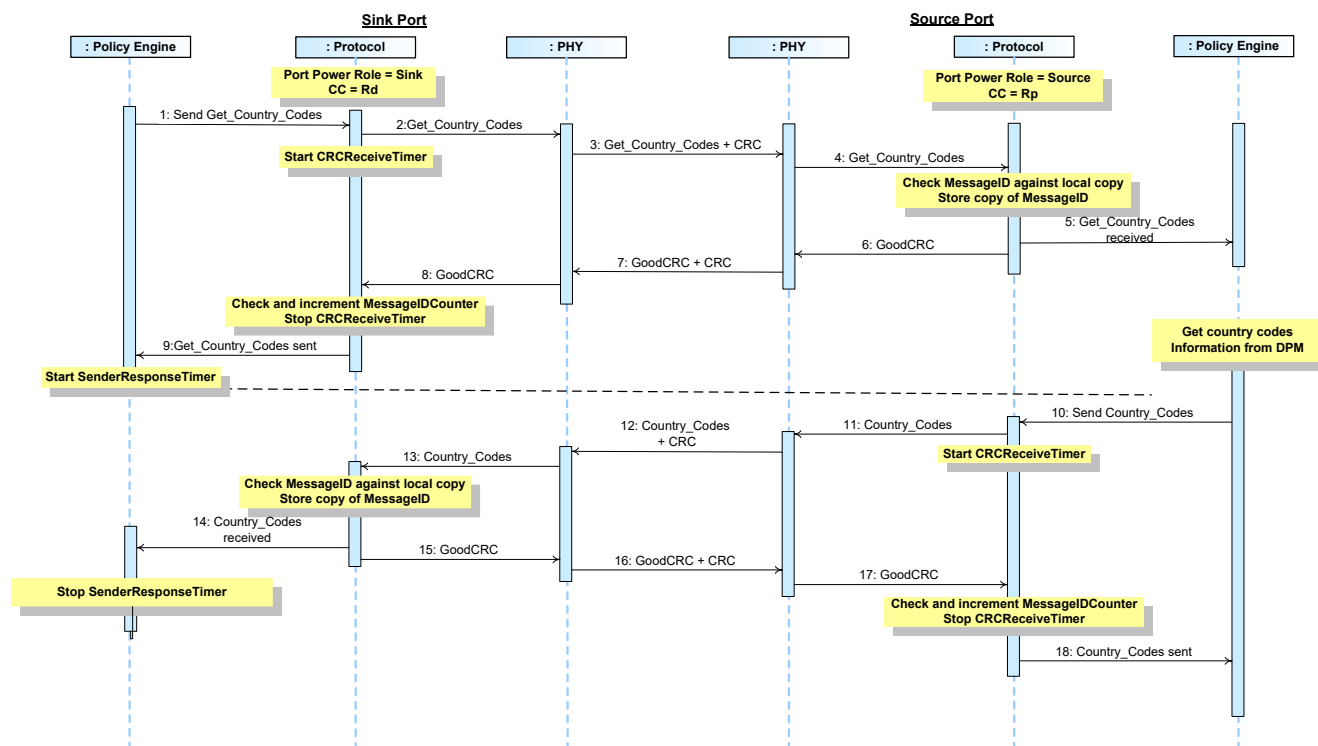 Sink Port
Source Port
: Policy Engine
: Protocol
: PHY
: PHY
: Protocol
: Policy Engine
Port Power Role = Sink
CC = Rd
Port Power Role = Source
CC = Rp
1: Send Get_Country_Codes
2:Get_Country_Codes
Start CRCReceiveTimer
3: Get_Country_Codes + CRC
4: Get_Country_Codes
Check MessageID against local copy
Store copy of MessageID
5: Get_Country_Codes
received
6: GoodCRC
7: GoodCRC + CRC
8: GoodCRC
Check and increment MessageIDCounter
Stop CRCReceiveTimer
Get country codes
Information from DPM
9:Get_Country_Codes sent
Start SenderResponseTimer
10: Send Country_Codes
11: Country_Codes
Start CRCReceiveTimer
12: Country_Codes
+ CRC
13: Country_Codes
Check MessageID against local copy
Store copy of MessageID
14: Country_Codes
received
15: GoodCRC
16: GoodCRC + CRC
17: GoodCRC
Stop SenderResponseTimer
Check and increment MessageIDCounter
Stop CRCReceiveTimer
18: Country_Codes sent